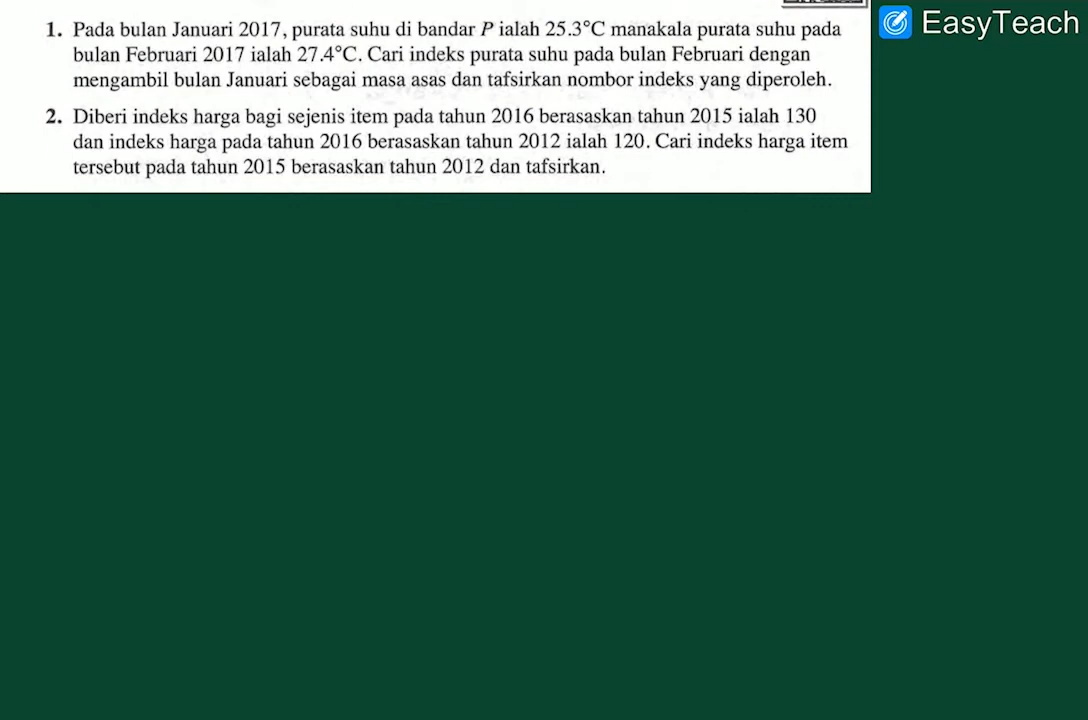 1. Pada bulan Januari 2017, purata suhu di bandar P ialah 25.3°C manakala purata suhu pada
bulan Februari 2017 ialah 27.4°C. Cari indeks purata suhu pada bulan Februari dengan
mengambil bulan Januari sebagai masa asas dan tafsirkan nombor indeks yang diperoleh.
2. Diberi indeks harga bagi sejenis item pada tahun 2016 berasaskan tahun 2015 ialah 130
dan indeks harga pada tahun 2016 berasaskan tahun 2012 ialah 120. Cari indeks harga item
tersebut pada tahun 2015 berasaskan tahun 2012 dan tafsirkan.
EasyTeach